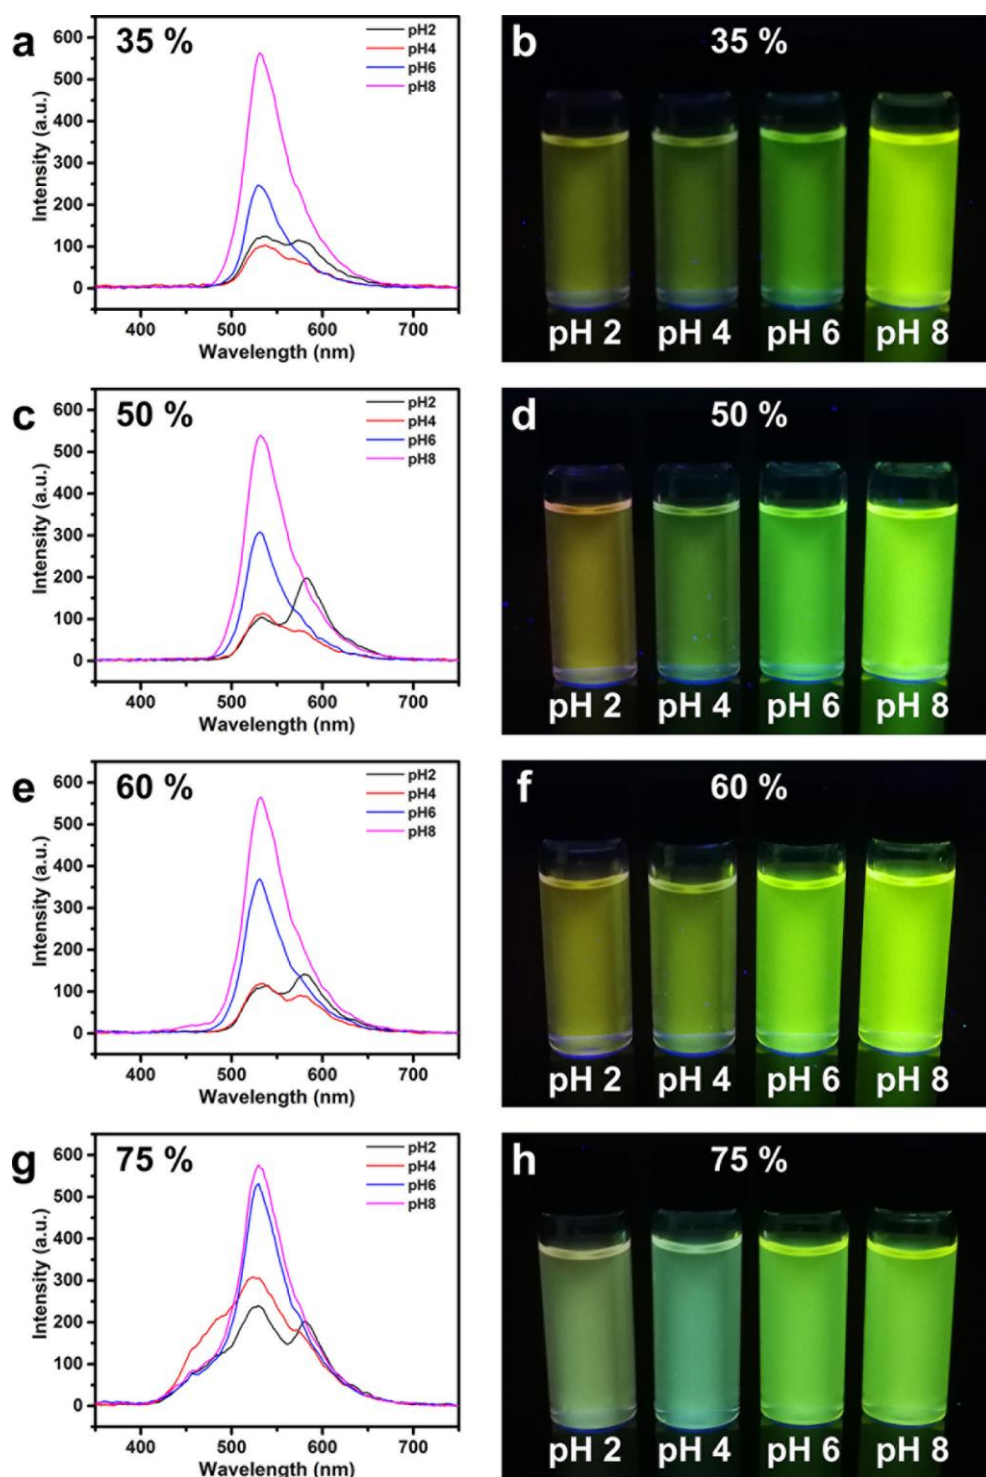 a 35 %
pH2
pH4
pH6
pH8
600
500
400
300
200
100
0
Intensity (a.u.)
400 500 600 700
Wavelength (nm)
b 35 %
pH 2 pH 4 pH 6 pH 8
c 50 %
pH2
pH4
pH6
pH8
600
500
400
300
200
100
0
Intensity (a.u.)
400 500 600 700
Wavelength (nm)
d 50 %
pH 2 pH 4 pH 6 pH 8
e 60 %
pH2
pH4
pH6
pH8
600
500
400
300
200
100
0
Intensity (a.u.)
400 500 600 700
Wavelength (nm)
f 60 %
pH 2 pH 4 pH 6 pH 8
g 75 %
pH2
pH4
pH6
pH8
600
500
400
300
200
100
0
Intensity (a.u.)
400 500 600 700
Wavelength (nm)
h 75 %
pH 2 pH 4 pH 6 pH 8